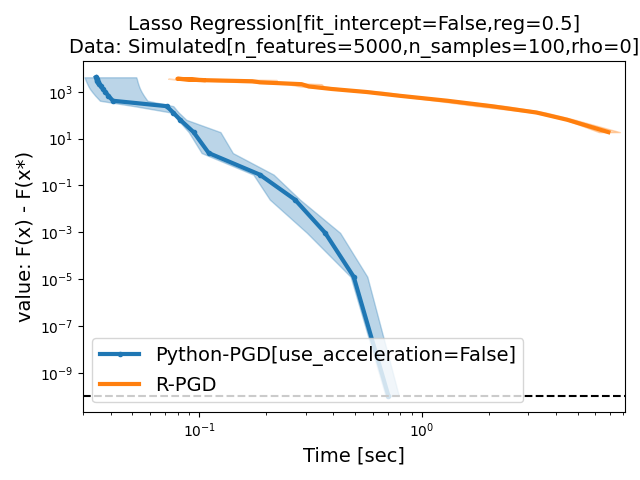 Lasso Regression[fit_intercept=False,reg=0.5]
Data: Simulated[n_features=5000,n_samples=100,rho=0]
value: F(x) - F(x*)
10^3
10^1
10^-1
10^-3
10^-5
10^-7
10^-9
Python-PGD[use_acceleration=False]
R-PGD
10^-1
10^0
Time [sec]